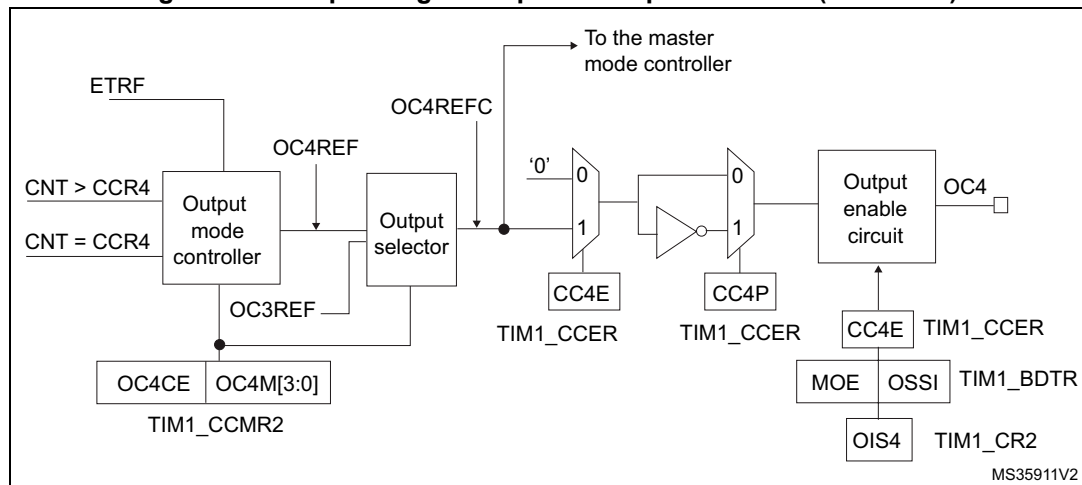 To the master
mode controller
ETRF
OC4REFC
OC4REF
'0'
0
0
CNT > CCR4
Output
mode
controller
Output
selector
Output
enable
circuit
OC4
1
1
CNT = CCR4
OC3REF
CC4E
CC4P
TIM1_CCER
TIM1_CCER
CC4E
TIM1_CCER
OC4CE
OC4M[3:0]
MOE
OSSI
TIM1_BDTR
TIM1_CCMR2
OIS4
TIM1_CR2
MS35911V2